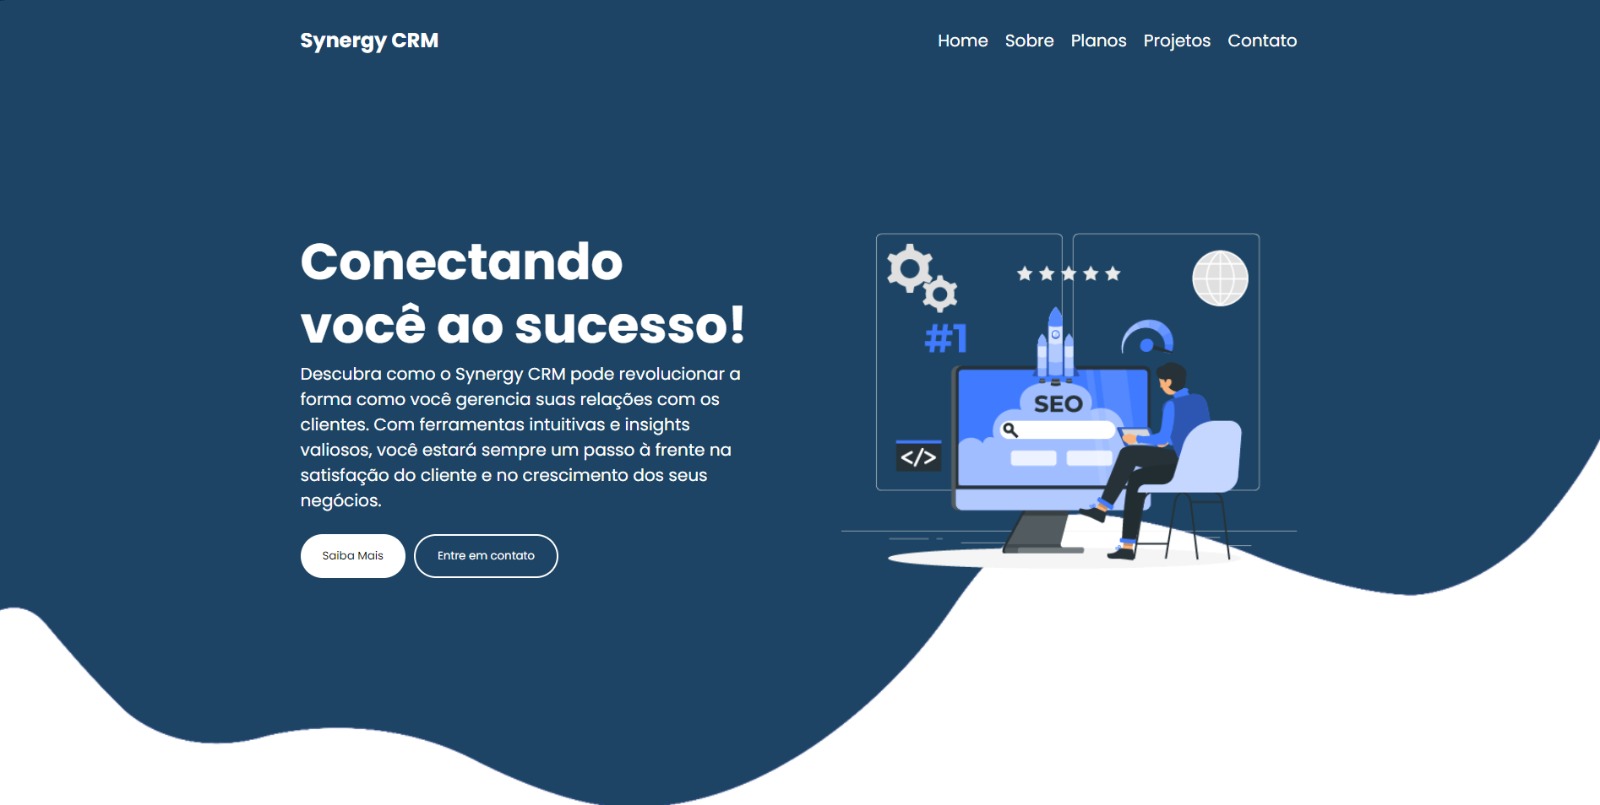 Synergy CRM
Home Sobre Planos Projetos Contato
Conectando
você ao sucesso!
Descubra como o Synergy CRM pode revolucionar a
forma como você gerencia suas relações com os
clientes. Com ferramentas intuitivas e insights
valiosos, você estará sempre um passo à frente na
satisfação do cliente e no crescimento dos seus
negócios.
Saiba Mais Entre em contato
#1
SEO
</>